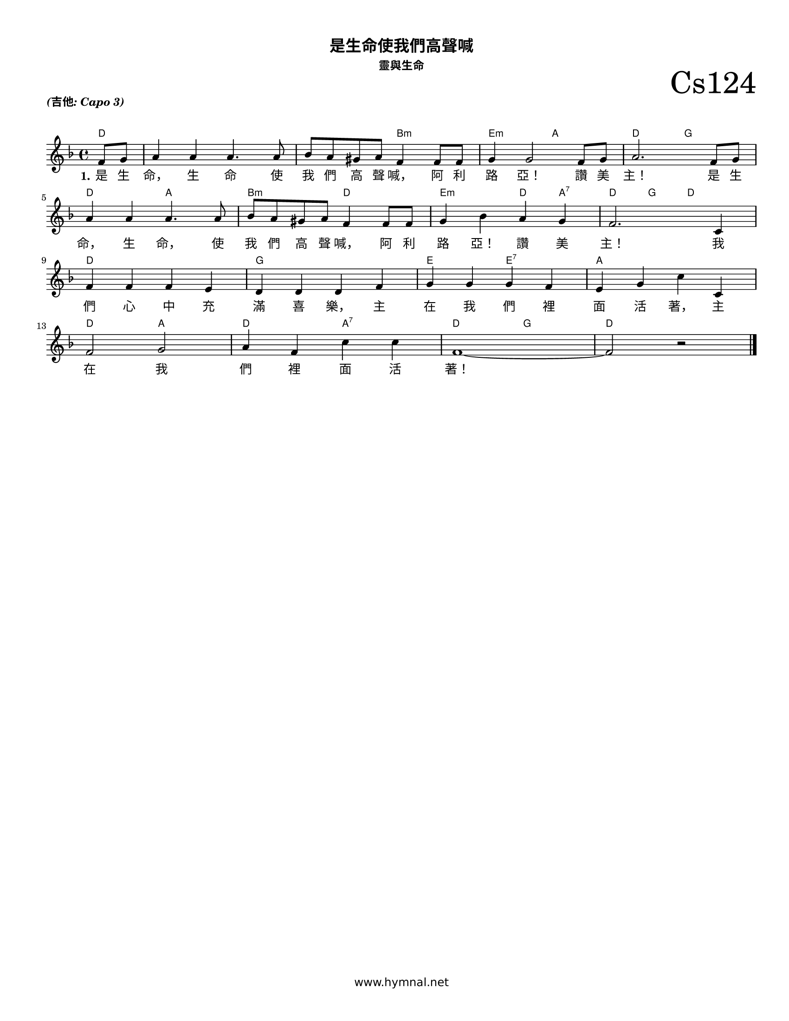 是生命使我們高聲喊
靈與生命
Cs124
(吉他: Capo 3)
D Bm Em A D G
1. 是 生 命, 生 命 使 我 們 高 聲 喊, 阿 利 路 亞! 讚 美 主! 是 生
5 D A Bm D Em D A7 D G D
命, 生 命, 使 我 們 高 聲 喊, 阿 利 路 亞! 讚 美 主! 我
9 D G E E7 A
們 心 中 充 滿 喜 樂, 主 在 我 們 裡 面 活 著, 主
13 D A D A7 D G D
在 我 們 裡 面 活 著!
www.hymnal.net